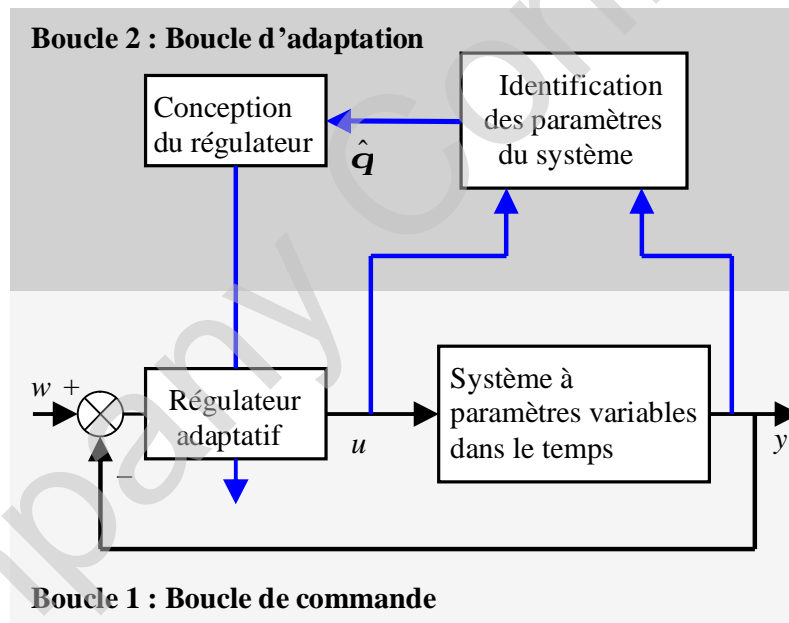 Boucle 2 : Boucle d’adaptation
Conception
du régulateur
Identification
des paramètres
du système
q̂
w +
Régulateur
adaptatif
Système à
paramètres variables
dans le temps
u
y
−
Boucle 1 : Boucle de commande